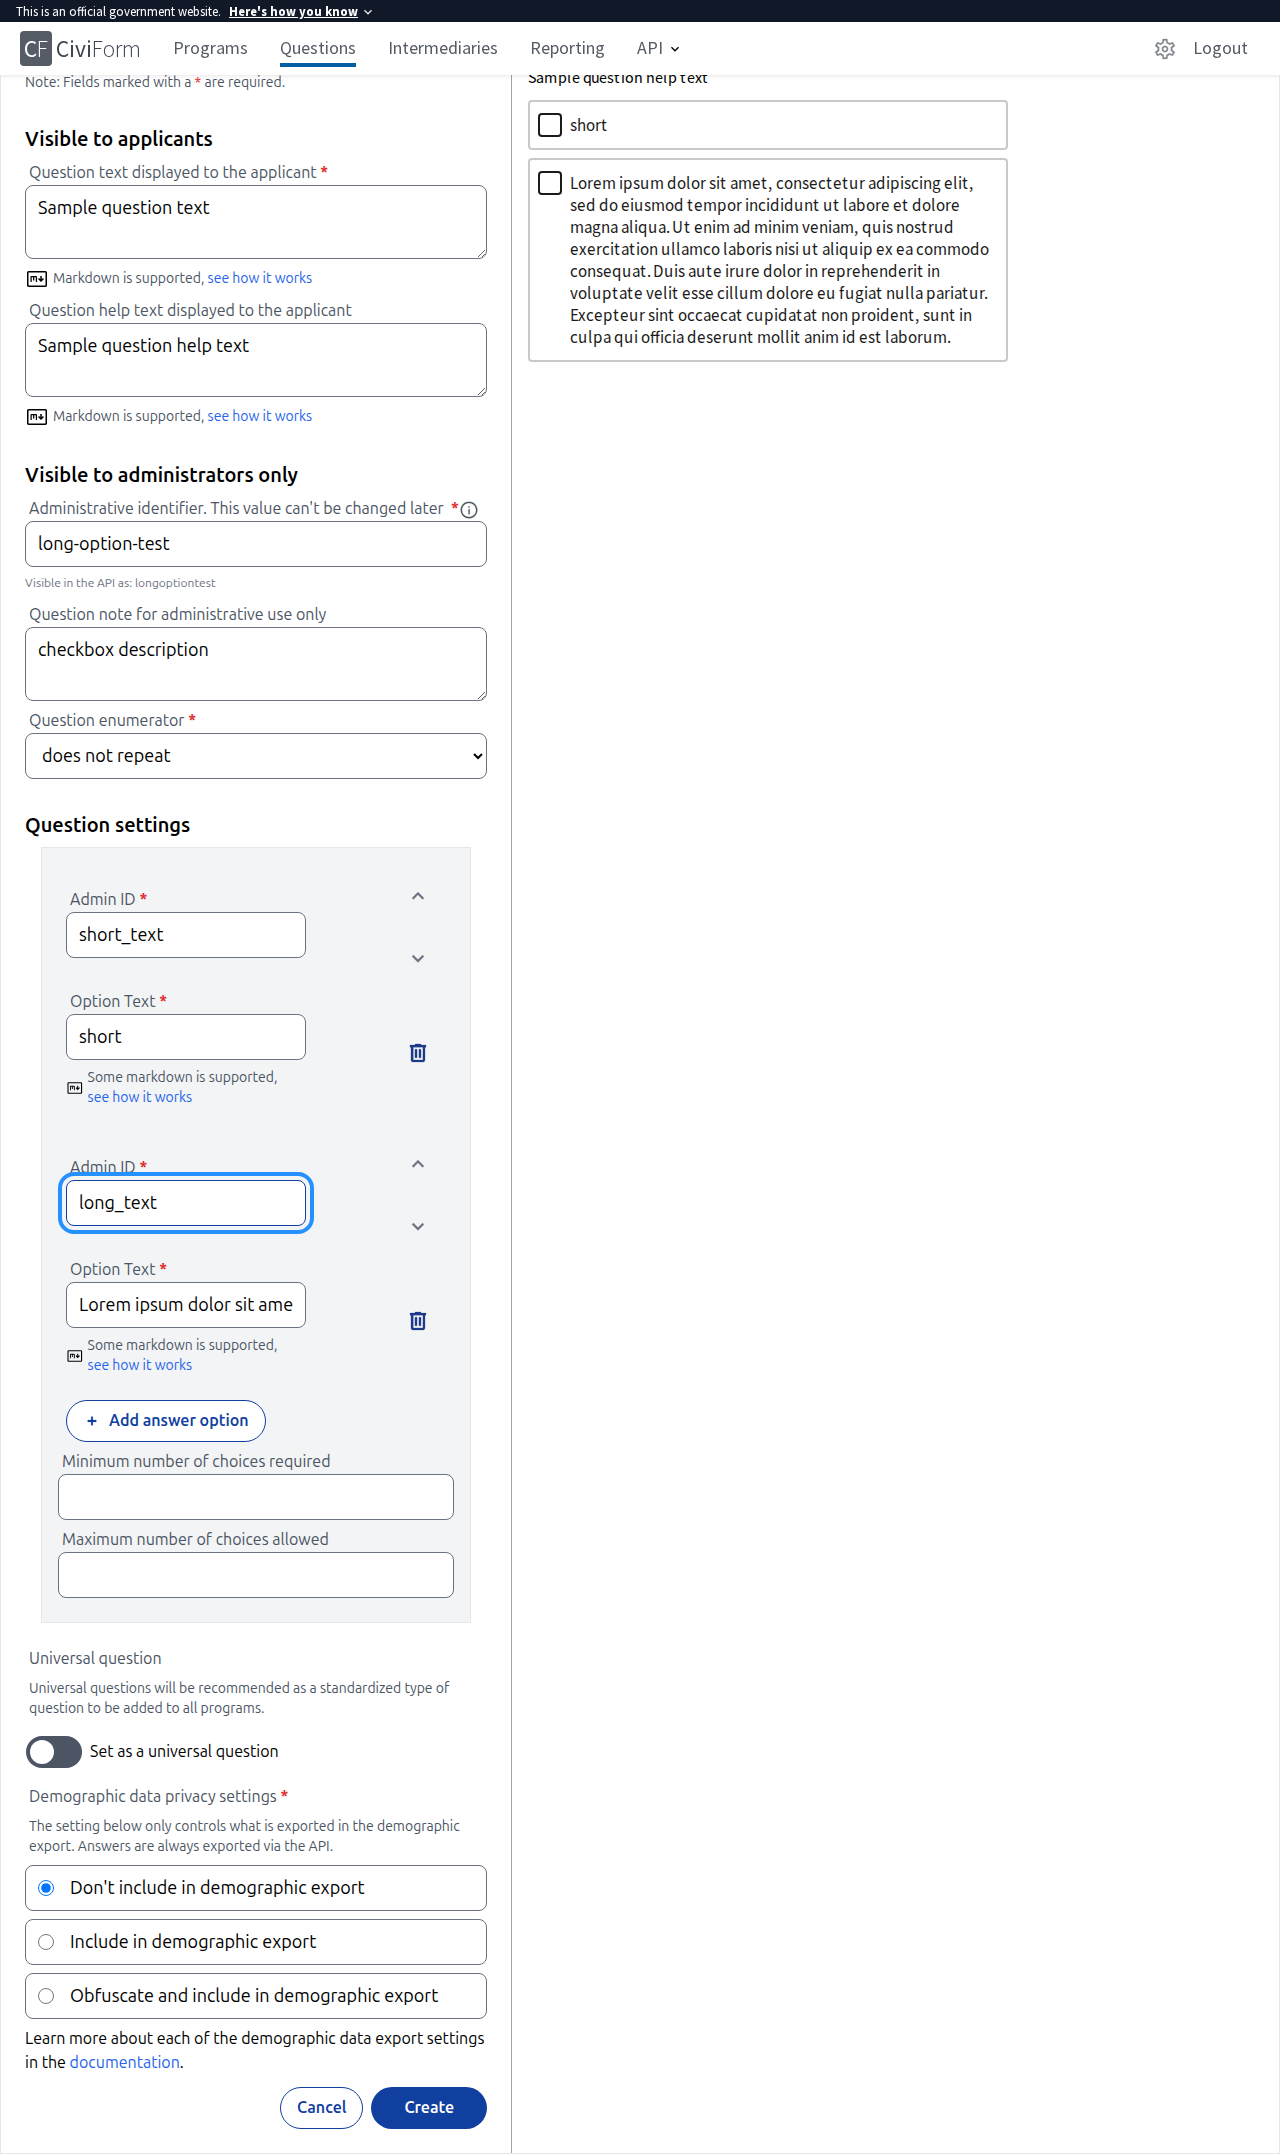 This is an official government website. Here's how you know
CF CiviForm Programs Questions Intermediaries Reporting API Logout
Note: Fields marked with a * are required.
Visible to applicants
Question text displayed to the applicant *
Sample question text
Markdown is supported, see how it works
Question help text displayed to the applicant
Sample question help text
Markdown is supported, see how it works
Visible to administrators only
Administrative identifier. This value can't be changed later *
long-option-test
Visible in the API as: longoptiontest
Question note for administrative use only
checkbox description
Question enumerator *
does not repeat
Question settings
Admin ID *
short_text
Option Text *
short
Some markdown is supported,
see how it works
Admin ID *
long_text
Option Text *
Lorem ipsum dolor sit ame
Some markdown is supported,
see how it works
+ Add answer option
Minimum number of choices required
Maximum number of choices allowed
Universal question
Universal questions will be recommended as a standardized type of
question to be added to all programs.
Set as a universal question
Demographic data privacy settings *
The setting below only controls what is exported in the demographic
export. Answers are always exported via the API.
Don't include in demographic export
Include in demographic export
Obfuscate and include in demographic export
Learn more about each of the demographic data export settings
in the documentation.
Cancel Create
Sample question help text
short
Lorem ipsum dolor sit amet, consectetur adipiscing elit,
sed do eiusmod tempor incididunt ut labore et dolore
magna aliqua. Ut enim ad minim veniam, quis nostrud
exercitation ullamco laboris nisi ut aliquip ex ea commodo
consequat. Duis aute irure dolor in reprehenderit in
voluptate velit esse cillum dolore eu fugiat nulla pariatur.
Excepteur sint occaecat cupidatat non proident, sunt in
culpa qui officia deserunt mollit anim id est laborum.